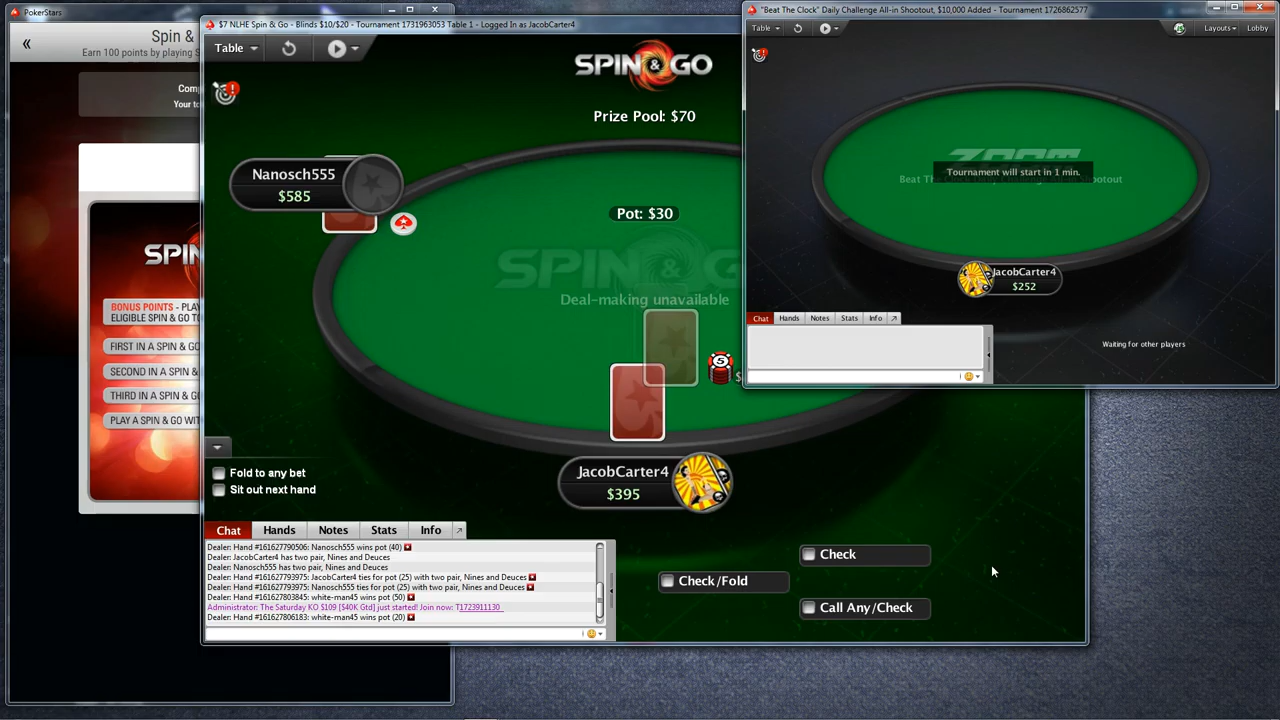 PokerStars
Spin &
Earn 100 points by playing S
Com
Your to
SPIN
BONUS POINTS - PLAY
ELIGIBLE SPIN & GO TO
FIRST IN A SPIN & GO
SECOND IN A SPIN &
THIRD IN A SPIN & G
PLAY A SPIN & GO WIT
$7 NLHE Spin & Go - Blinds $10/$20 - Tournament 1731963053 Table 1 - Logged In as JacobCarter4
Table
SPIN & GO
Prize Pool: $70
Nanosch555
$585
Pot: $30
SPIN & G
Deal-making unavailable
5
$
JacobCarter4
$395
Fold to any bet
Sit out next hand
Chat Hands Notes Stats Info
Dealer: Hand #161627790506: Nanosch555 wins pot (40)
Dealer: JacobCarter4 has two pair, Nines and Deuces
Dealer: Nanosch555 has two pair, Nines and Deuces
Dealer: Hand #161627793975: JacobCarter4 ties for pot (25) with two pair, Nines and Deuces
Dealer: Hand #161627793975: Nanosch555 ties for pot (25) with two pair, Nines and Deuces
Dealer: Hand #161627803845: white-man45 wins pot (50)
Administrator: The Saturday KO $109 [$40K Gtd] just started! Join now: T1723911130
Dealer: Hand #161627806183: white-man45 wins pot (20)
i
Check
Check/Fold
Call Any/Check
"Beat The Clock" Daily Challenge All-in Shootout, $10,000 Added - Tournament 1726862577
Table
Layouts Lobby
ZOOM
Tournament will start in 1 min.
Beat The Clock
Shootout
JacobCarter4
$252
Chat Hands Notes Stats Info
i
Waiting for other players